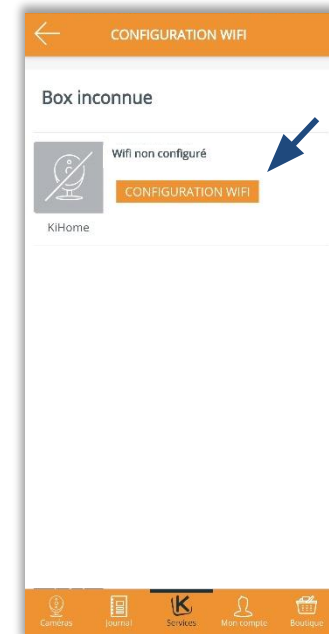 CONFIGURATION WIFI
Box inconnue
Wifi non configuré
CONFIGURATION WIFI
KiHome
Caméras Journal Services Mon compte Boutique